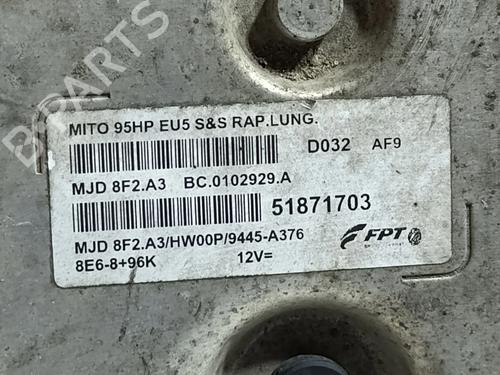 B-PARTS
MITO 95HP EU5 S&S RAP.LUNG.
D032 AF9
MJD 8F2.A3 BC.0102929.A
51871703
MJD 8F2.A3/HW00P/9445-A376
8E6-8+96K 12V=
FPT